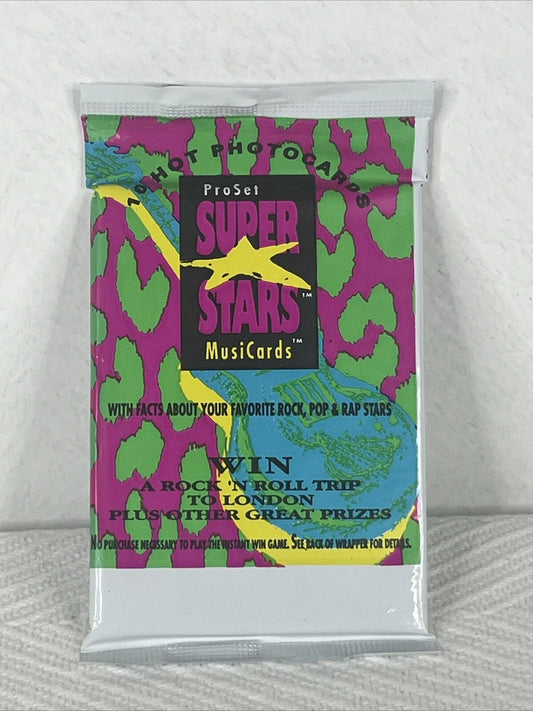 10 HOT PHOTOCARDS
ProSet
SUPER
STARS™
MusiCards™
WITH FACTS ABOUT YOUR FAVORITE ROCK, POP & RAP STARS
WIN
A ROCK 'N ROLL TRIP
TO LONDON
PLUS OTHER GREAT PRIZES
NO PURCHASE NECESSARY TO PLAY THE INSTANT WIN GAME. SEE BACK OF WRAPPER FOR DETAILS.